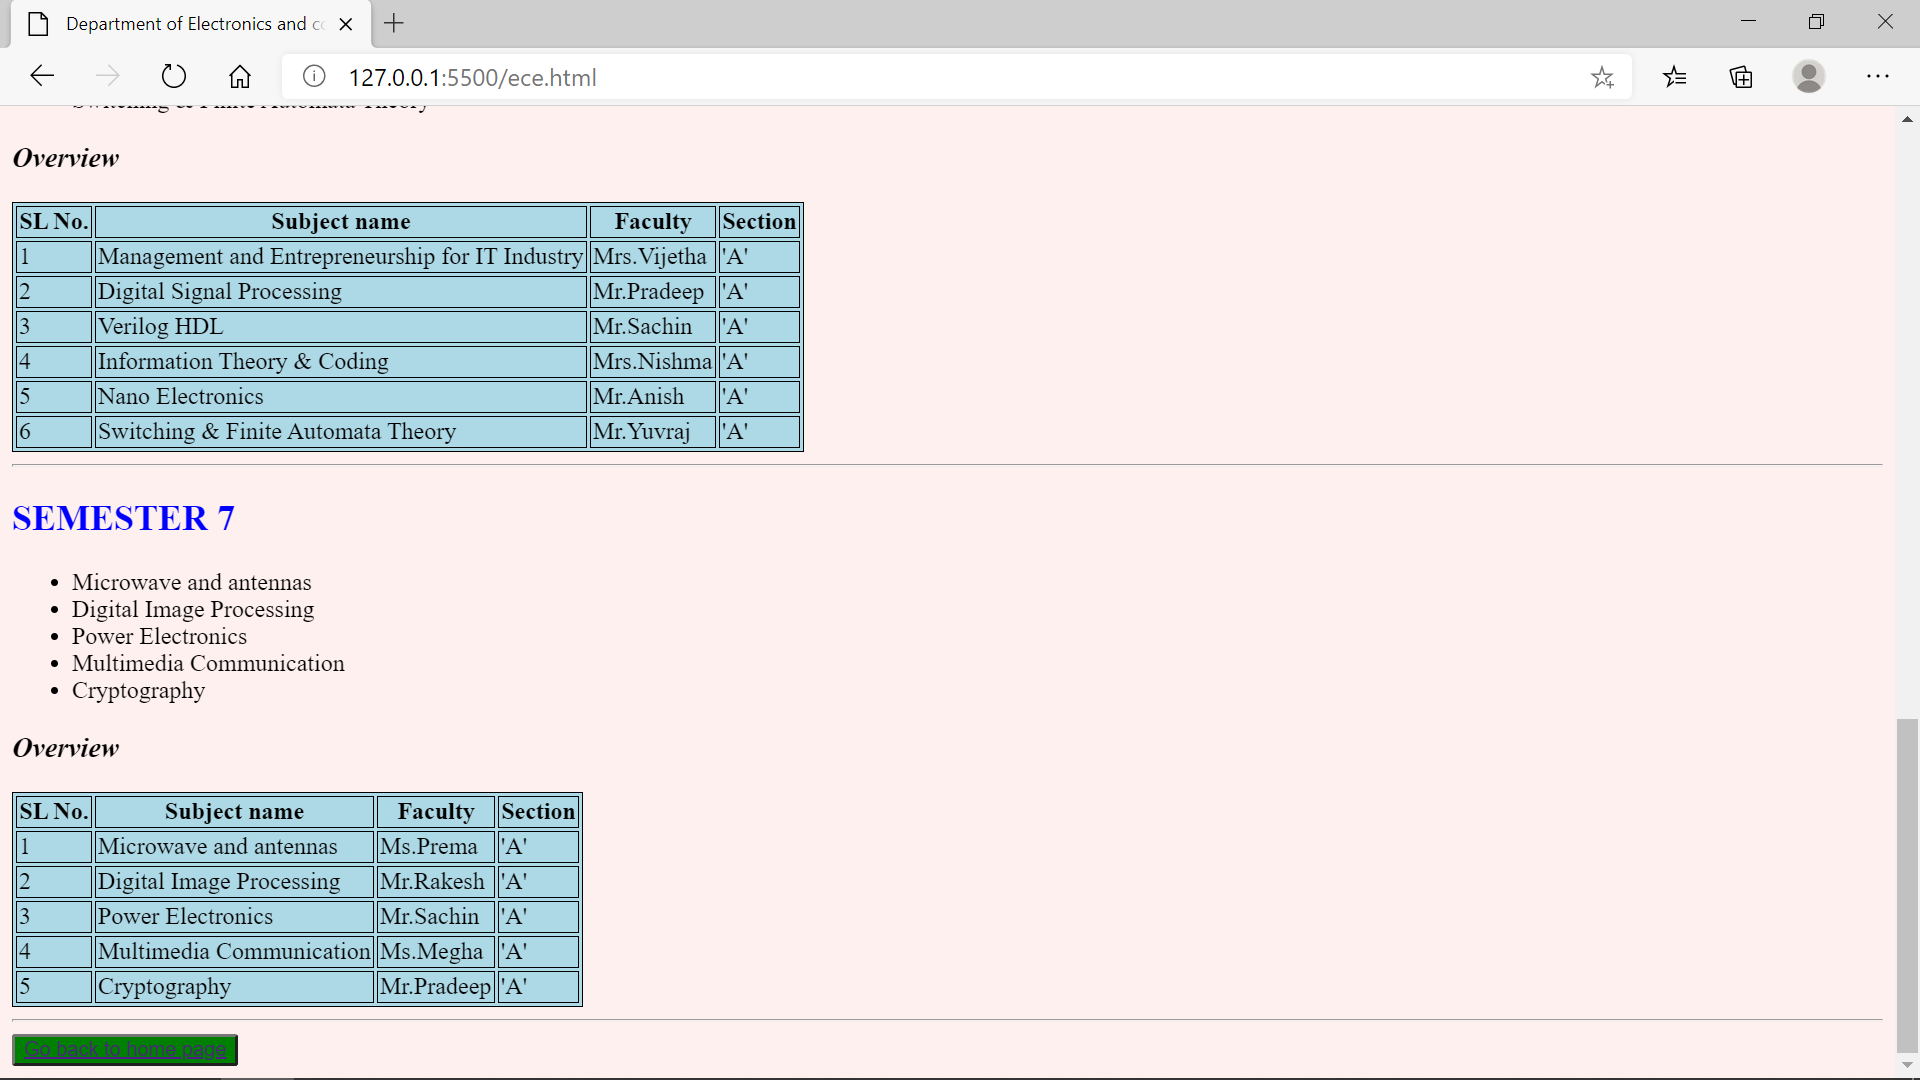 Department of Electronics and co
127.0.0.1:5500/ece.html
Switching & Finite Automata Theory
Overview
SL No. Subject name Faculty Section
1 Management and Entrepreneurship for IT Industry Mrs.Vijetha 'A'
2 Digital Signal Processing Mr.Pradeep 'A'
3 Verilog HDL Mr.Sachin 'A'
4 Information Theory & Coding Mrs.Nishma 'A'
5 Nano Electronics Mr.Anish 'A'
6 Switching & Finite Automata Theory Mr.Yuvraj 'A'
SEMESTER 7
• Microwave and antennas
• Digital Image Processing
• Power Electronics
• Multimedia Communication
• Cryptography
Overview
SL No. Subject name Faculty Section
1 Microwave and antennas Ms.Prema 'A'
2 Digital Image Processing Mr.Rakesh 'A'
3 Power Electronics Mr.Sachin 'A'
4 Multimedia Communication Ms.Megha 'A'
5 Cryptography Mr.Pradeep 'A'
Go back to home page